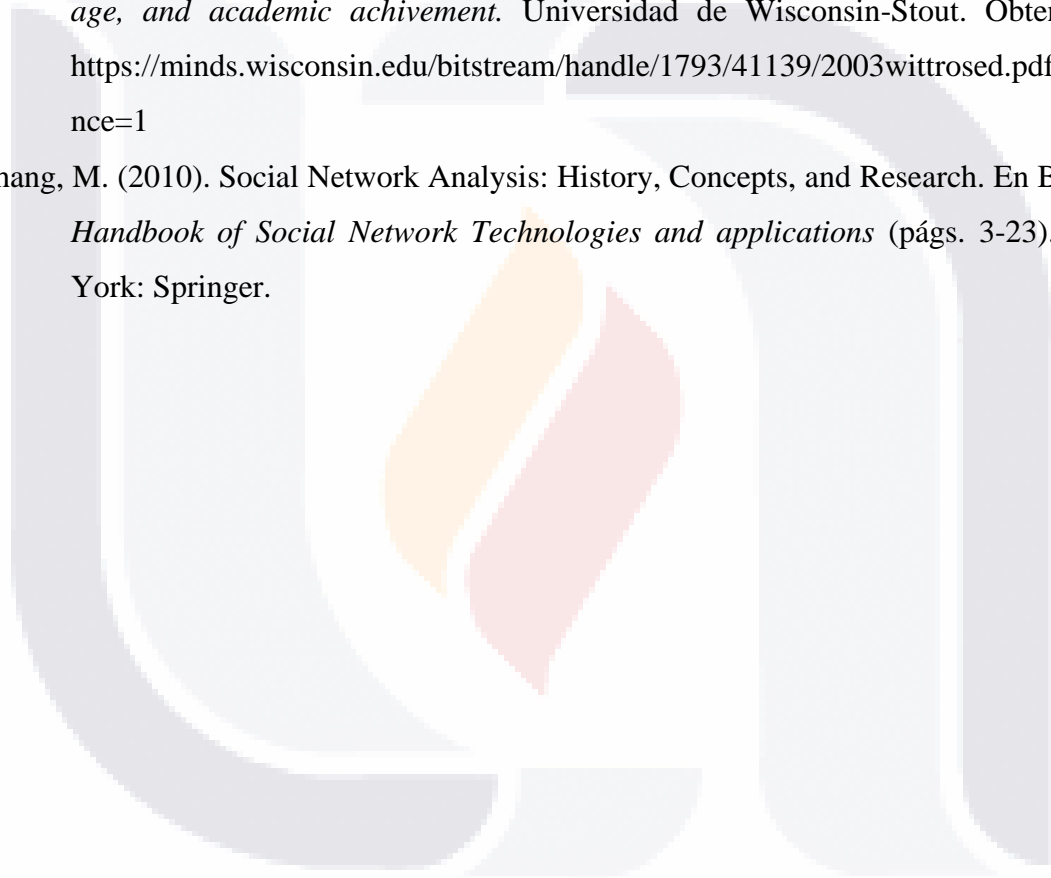 age, and academic achivement. Universidad de Wisconsin-Stout. Obten
https://minds.wisconsin.edu/bitstream/handle/1793/41139/2003wittrosed.pdf
nce=1
hang, M. (2010). Social Network Analysis: History, Concepts, and Research. En B
Handbook of Social Network Technologies and applications (págs. 3-23).
York: Springer.